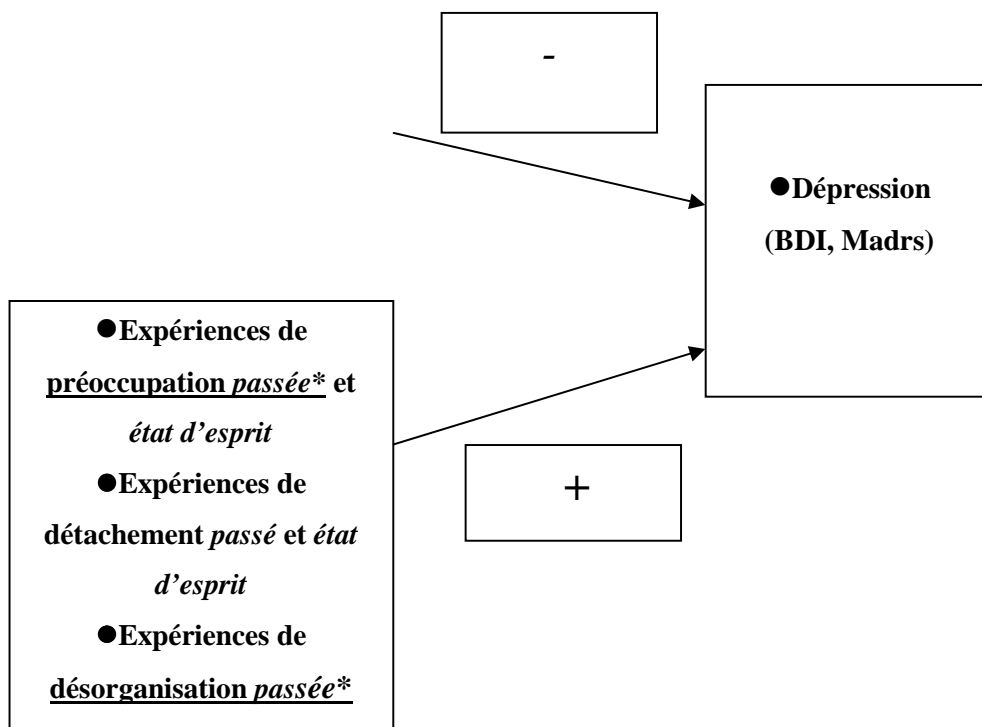 -
●Dépression
(BDI, Madrs)
●Expériences de
préoccupation passée* et
état d'esprit
●Expériences de
détachement passé et état
d'esprit
●Expériences de
désorganisation passée*
+